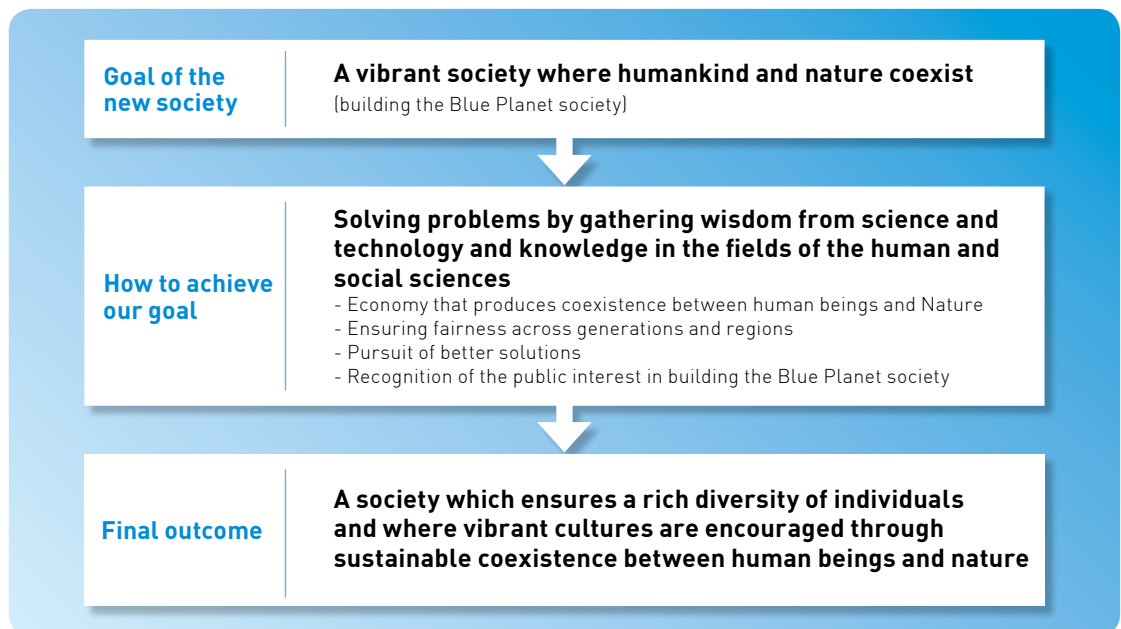 Goal of the
new society
A vibrant society where humankind and nature coexist
(building the Blue Planet society)
How to achieve
our goal
Solving problems by gathering wisdom from science and
technology and knowledge in the fields of the human and
social sciences
- Economy that produces coexistence between human beings and Nature
- Ensuring fairness across generations and regions
- Pursuit of better solutions
- Recognition of the public interest in building the Blue Planet society
Final outcome
A society which ensures a rich diversity of individuals
and where vibrant cultures are encouraged through
sustainable coexistence between human beings and nature